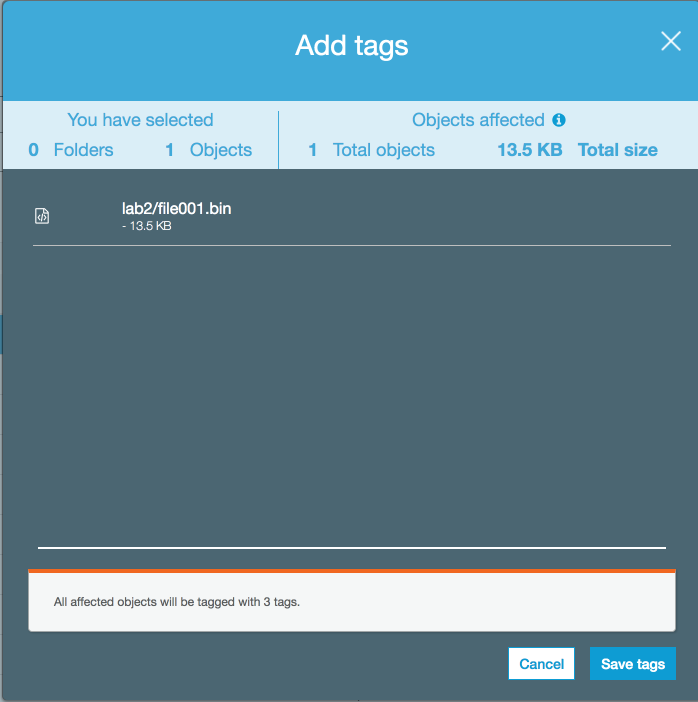 Add tags
You have selected
0 Folders 1 Objects
Objects affected
1 Total objects 13.5 KB Total size
lab2/file001.bin
- 13.5 KB
All affected objects will be tagged with 3 tags.
Cancel Save tags